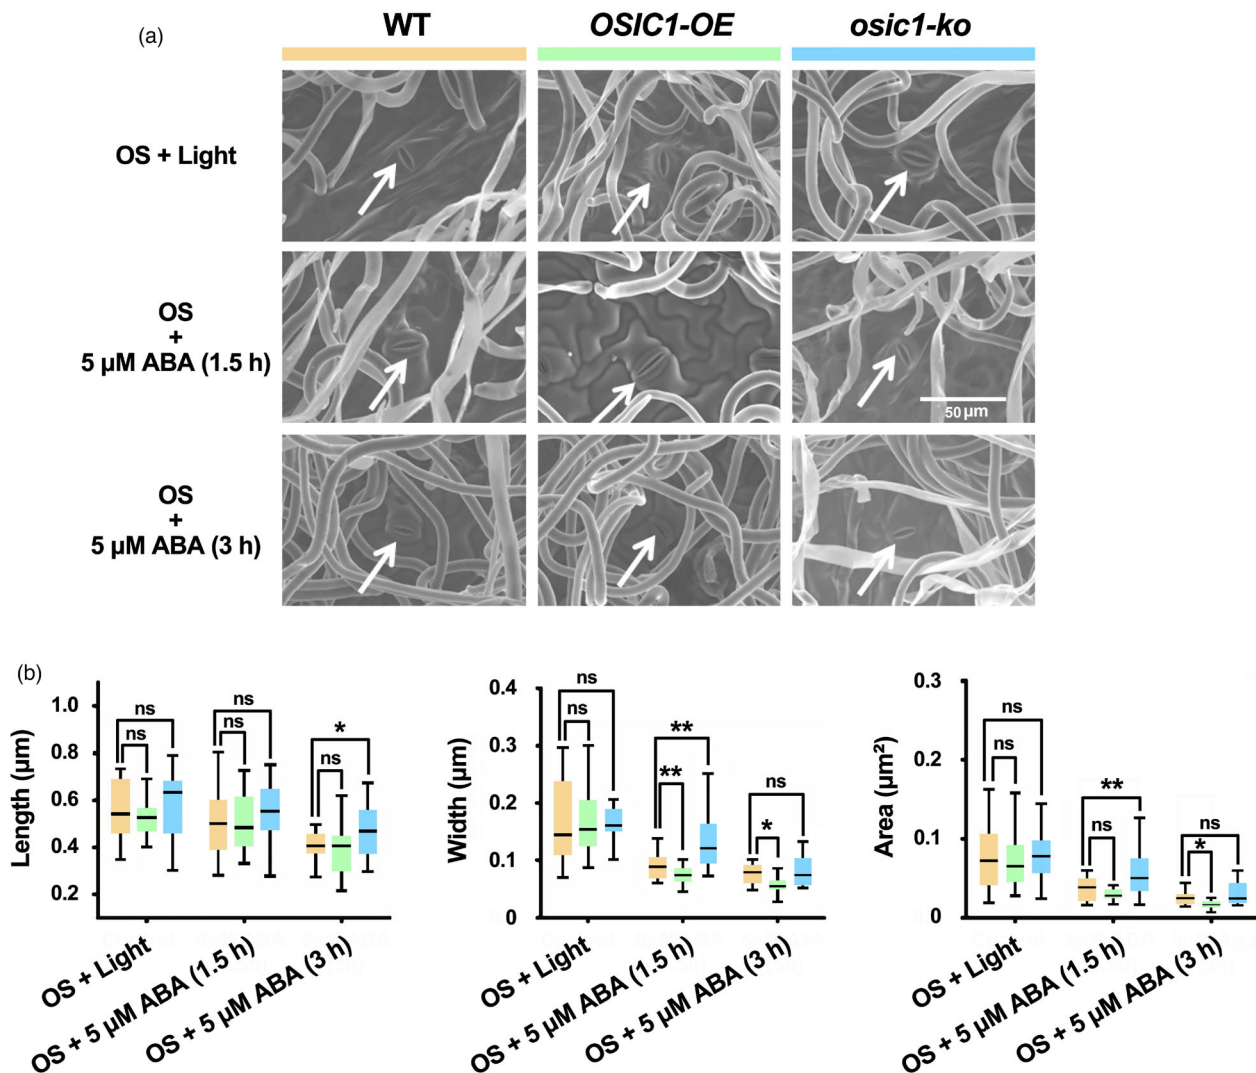 (a)
WT
OSIC1-OE
osic1-ko
OS + Light
OS
+
5 µM ABA (1.5 h)
50 µm
OS
+
5 µM ABA (3 h)
(b)
Length (µm)
1.0
0.8
0.6
0.4
0.2
ns
ns
ns
ns
*
ns
OS + Light
OS + 5 µM ABA (1.5 h)
OS + 5 µM ABA (3 h)
Width (µm)
0.4
0.2
0.1
0
ns
ns
**
**
ns
*
OS + Light
OS + 5 µM ABA (1.5 h)
OS + 5 µM ABA (3 h)
Area (µm²)
0.3
0.2
0.1
0
ns
ns
**
ns
ns
*
OS + Light
OS + 5 µM ABA (1.5 h)
OS + 5 µM ABA (3 h)